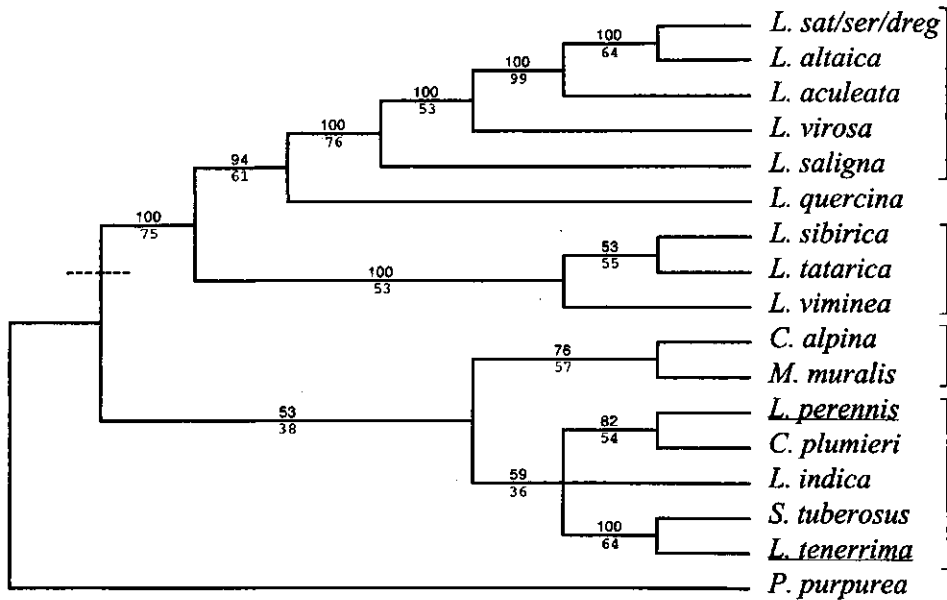 L. sat/ser/dreg
100
64
L. altaica
100
99
L. aculeata
100
53
L. virosa
100
76
L. saligna
94
61
L. quercina
100
75
L. sibirica
53
55
L. tatarica
100
53
L. viminea
C. alpina
76
57
M. muralis
53
38
L. perennis
82
54
C. plumieri
59
36
L. indica
S. tuberosus
100
64
L. tenerrima
P. purpurea